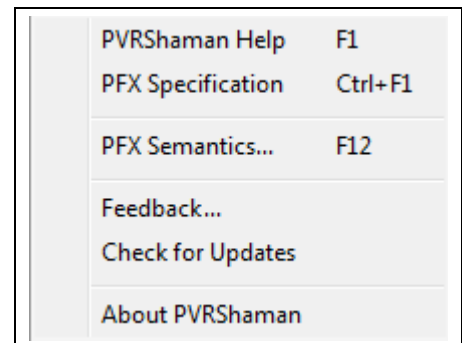 PVRShaman Help F1
PFX Specification Ctrl+F1
PFX Semantics... F12
Feedback...
Check for Updates
About PVRShaman